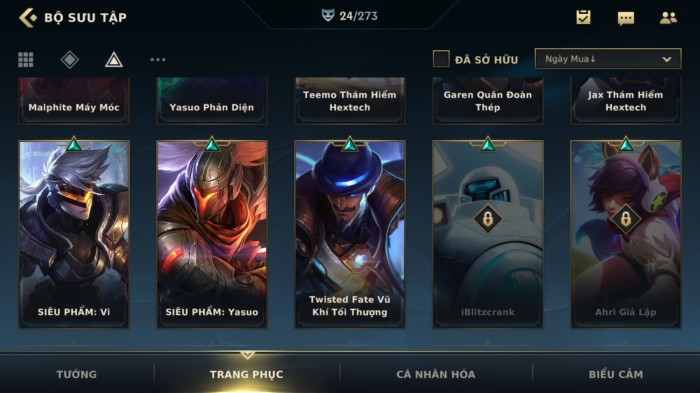 BỘ SƯU TẬP
24/273
ĐÃ SỞ HỮU
Ngày Mua↓
Malphite Máy Móc
Yasuo Phản Diện
Teemo Thám Hiểm
Hextech
Garen Quân Đoàn
Thép
Jax Thám Hiểm
Hextech
SIÊU PHẨM: Vi
SIÊU PHẨM: Yasuo
Twisted Fate Vũ
Khí Tối Thượng
iBlitzcrank
Ahri Giả Lập
TƯỚNG
TRANG PHỤC
CÁ NHÂN HÓA
BIỂU CẢM